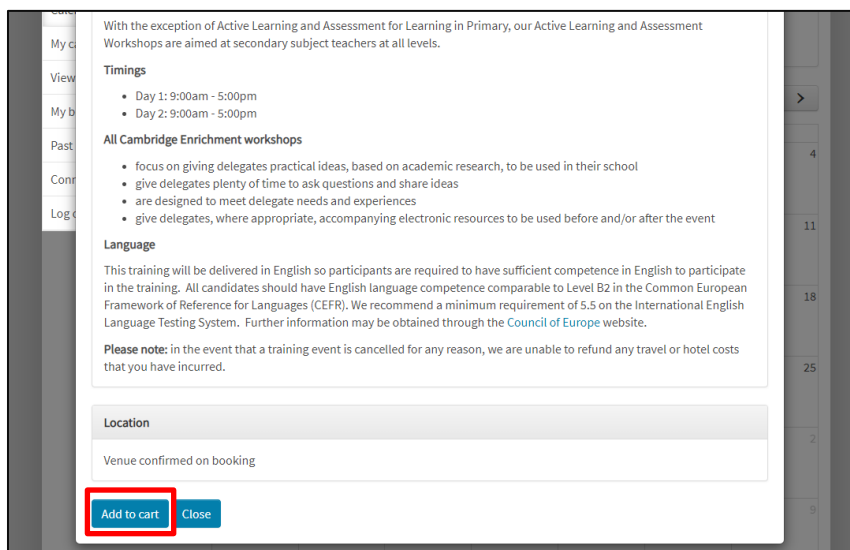 With the exception of Active Learning and Assessment for Learning in Primary, our Active Learning and Assessment
Workshops are aimed at secondary subject teachers at all levels.
My
Timings
View
• Day 1: 9:00am - 5:00pm
• Day 2: 9:00am - 5:00pm
My b
All Cambridge Enrichment workshops
Past
4
• focus on giving delegates practical ideas, based on academic research, to be used in their school
Conn
• give delegates plenty of time to ask questions and share ideas
• are designed to meet delegate needs and experiences
Log
• give delegates, where appropriate, accompanying electronic resources to be used before and/or after the event
11
Language
This training will be delivered in English so participants are required to have sufficient competence in English to participate
in the training. All candidates should have English language competence comparable to Level B2 in the Common European
Framework of Reference for Languages (CEFR). We recommend a minimum requirement of 5.5 on the International English
18
Language Testing System. Further information may be obtained through the Council of Europe website.
Please note: in the event that a training event is cancelled for any reason, we are unable to refund any travel or hotel costs
that you have incurred.
25
Location
2
Venue confirmed on booking
Add to cart
Close
9